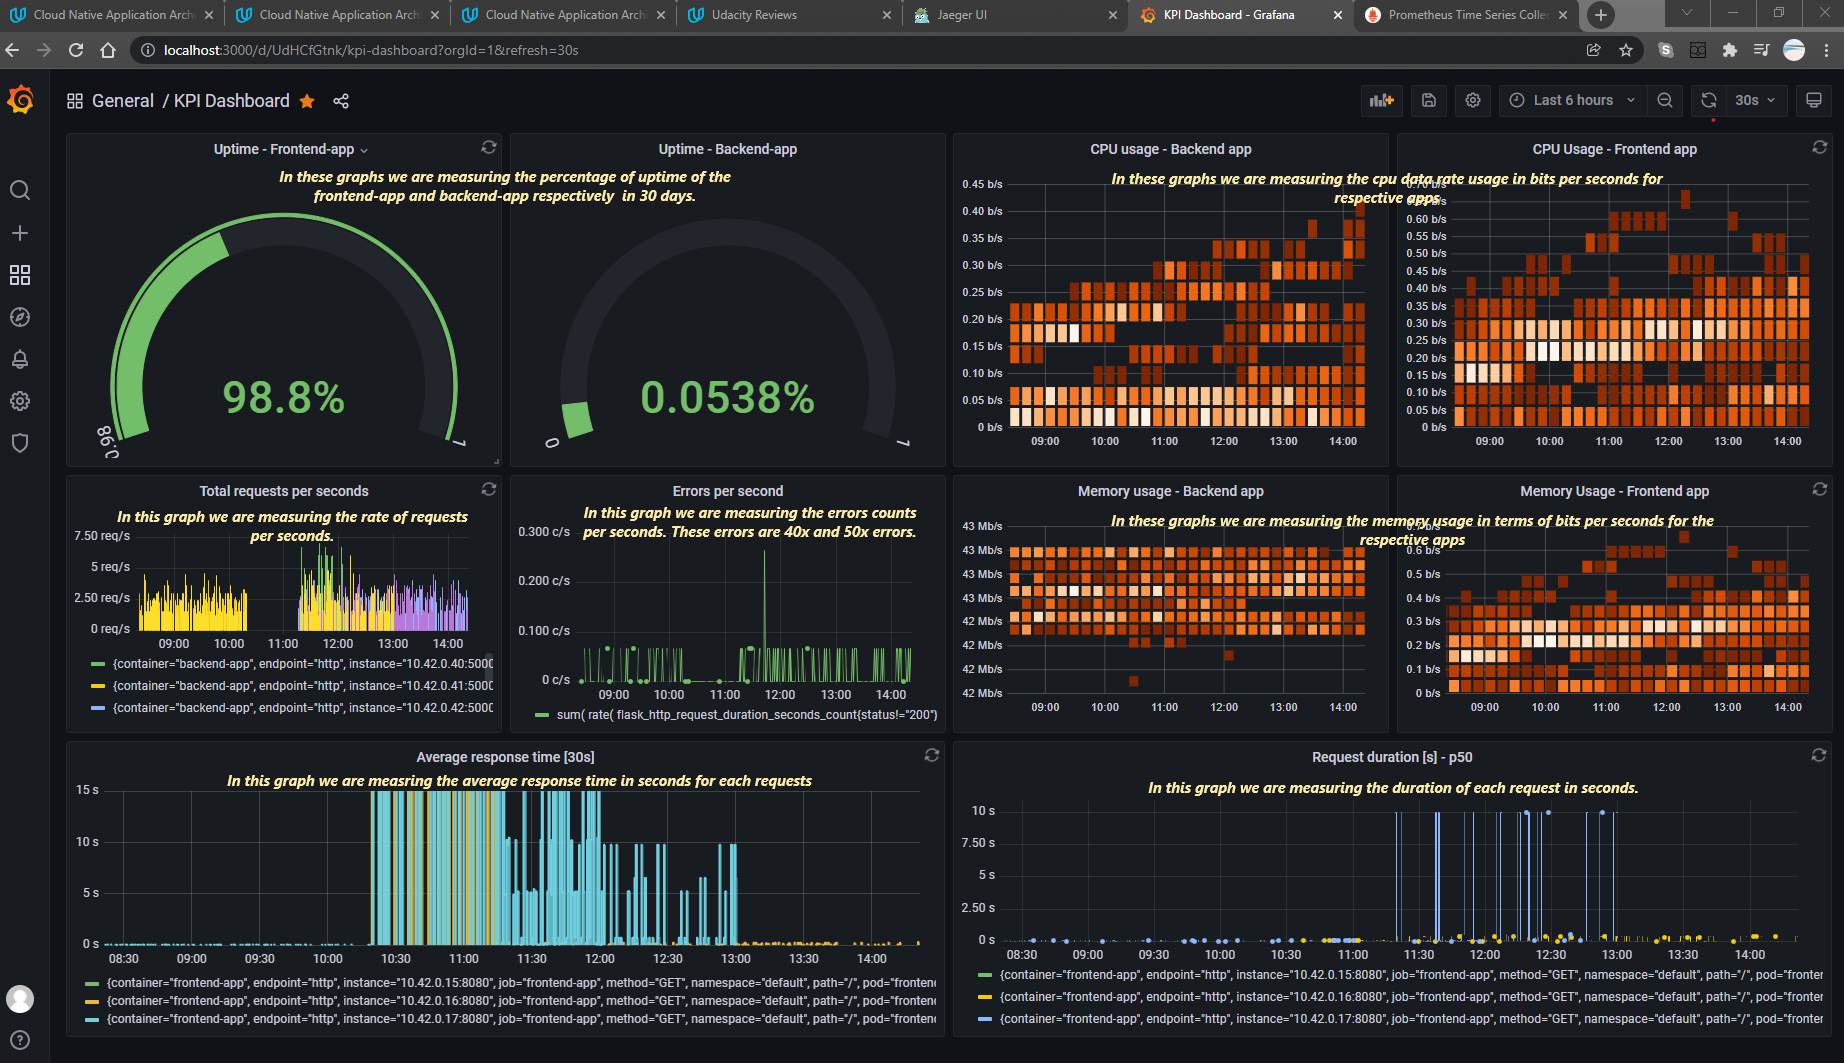 Cloud Native Application Arch
Cloud Native Application Arch
Cloud Native Application Arch
Udacity Reviews
Jaeger UI
KPI Dashboard - Grafana
Prometheus Time Series Collec
localhost:3000/d/UdHCfGtnk/kpi-dashboard?orgId=1&refresh=30s
General / KPI Dashboard
Last 6 hours
30s
Uptime - Frontend-app
In these graphs we are measuring the percentage of uptime of the
frontend-app and backend-app respectively in 30 days.
98.8%
0.98
1
Uptime - Backend-app
0.0538%
0
1
CPU usage - Backend app
In these graphs we are measuring the cpu data rate usage in bits per seconds for
respective apps
0.45 b/s
0.40 b/s
0.35 b/s
0.30 b/s
0.25 b/s
0.20 b/s
0.15 b/s
0.10 b/s
0.05 b/s
0 b/s
09:00 10:00 11:00 12:00 13:00 14:00
CPU Usage - Frontend app
0.70 b/s
0.65 b/s
0.60 b/s
0.55 b/s
0.50 b/s
0.45 b/s
0.40 b/s
0.35 b/s
0.30 b/s
0.25 b/s
0.20 b/s
0.15 b/s
0.10 b/s
0.05 b/s
0 b/s
09:00 10:00 11:00 12:00 13:00 14:00
Total requests per seconds
In this graph we are measuring the rate of requests
per seconds.
7.50 req/s
5 req/s
2.50 req/s
0 req/s
09:00 10:00 11:00 12:00 13:00 14:00
{container="backend-app", endpoint="http", instance="10.42.0.40:5000
{container="backend-app", endpoint="http", instance="10.42.0.41:5000
{container="backend-app", endpoint="http", instance="10.42.0.42:5000
Errors per second
In this graph we are measuring the errors counts
per seconds. These errors are 40x and 50x errors.
0.300 c/s
0.200 c/s
0.100 c/s
0 c/s
09:00 10:00 11:00 12:00 13:00 14:00
sum( rate( flask_http_request_duration_seconds_count{status!="200"}
Memory usage - Backend app
In these graphs we are measuring the memory usage in terms of bits per seconds for the
respective apps
43 Mb/s
43 Mb/s
43 Mb/s
43 Mb/s
42 Mb/s
42 Mb/s
42 Mb/s
42 Mb/s
09:00 10:00 11:00 12:00 13:00 14:00
Memory Usage - Frontend app
0.7 b/s
0.6 b/s
0.5 b/s
0.4 b/s
0.3 b/s
0.2 b/s
0.1 b/s
0 b/s
09:00 10:00 11:00 12:00 13:00 14:00
Average response time [30s]
In this graph we are measring the average response time in seconds for each requests
15 s
10 s
5 s
0 s
08:30 09:00 09:30 10:00 10:30 11:00 11:30 12:00 12:30 13:00 13:30 14:00
{container="frontend-app", endpoint="http", instance="10.42.0.15:8080", job="frontend-app", method="GET", namespace="default", path="/", pod="fronten
{container="frontend-app", endpoint="http", instance="10.42.0.16:8080", job="frontend-app", method="GET", namespace="default", path="/", pod="fronten
{container="frontend-app", endpoint="http", instance="10.42.0.17:8080", job="frontend-app", method="GET", namespace="default", path="/", pod="fronten
Request duration [s] - p50
In this graph we are measuring the duration of each request in seconds.
10 s
7.50 s
5 s
2.50 s
0 s
08:30 09:00 09:30 10:00 10:30 11:00 11:30 12:00 12:30 13:00 13:30 14:00
{container="frontend-app", endpoint="http", instance="10.42.0.15:8080", job="frontend-app", method="GET", namespace="default", path="/", pod="fronter
{container="frontend-app", endpoint="http", instance="10.42.0.16:8080", job="frontend-app", method="GET", namespace="default", path="/", pod="fronter
{container="frontend-app", endpoint="http", instance="10.42.0.17:8080", job="frontend-app", method="GET", namespace="default", path="/", pod="fronter